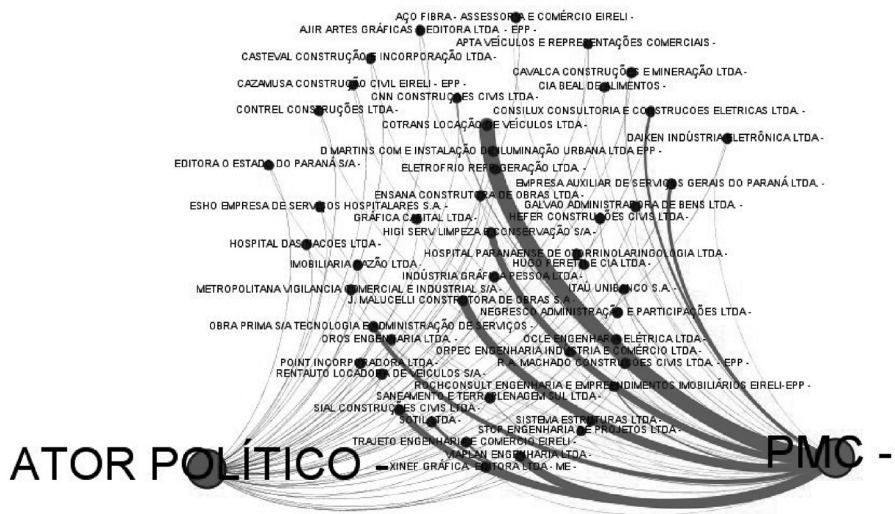 AÇO FIBRA - ASSESSORIA E COMÉRCIO EIRELI -
AJIR ARTES GRÁFICAS E EDITORA LTDA. - EPP -
APTA VEÍCULOS E REPRESENTAÇÕES COMERCIAIS -
CASTEVAL CONSTRUÇÃO E INCORPORAÇÃO LTDA -
CAVALCA CONSTRUÇÕES E MINERAÇÃO LTDA -
CAZAMUSA CONSTRUÇÃO CIVIL EIRELI - EPP -
CIA BEAL DE ALIMENTOS -
CNN CONSTRUÇOES CIVIS LTDA -
CONTREL CONSTRUÇÕES LTDA -
CONSILUX CONSULTORIA E CONSTRUCOES ELETRICAS LTDA. -
COTRANS LOCAÇÃO DE VEÍCULOS LTDA -
DAIKEN INDÚSTRIA ELETRÔNICA LTDA -
D MARTINS COM E INSTALAÇÃO DE ILUMINAÇÃO URBANA LTDA EPP -
EDITORA O ESTADO DO PARANÁ S/A -
ELETROFRIO REFRIGERAÇÃO LTDA. -
EMPRESA AUXILIAR DE SERVIÇOS GERAIS DO PARANÁ LTDA. -
ENSANA CONSTRUTORA DE OBRAS LTDA -
ESHO EMPRESA DE SERVIÇOS HOSPITALARES S.A. -
GALVAO ADMINISTRADORA DE BENS LTDA. -
GRÁFICA CAPITAL LTDA -
HEFER CONSTRUÇÕES CIVIS LTDA -
HIGI SERV LIMPEZA E CONSERVAÇÃO S/A -
HOSPITAL DAS NACOES LTDA -
HOSPITAL PARANAENSE DE OTORRINOLARINGOLOGIA LTDA -
IMOBILIARIA RAZÃO LTDA -
HUGO PERETI E CIA LTDA -
INDÚSTRIA GRÁFICA PESSOA LTDA -
METROPOLITANA VIGILANCIA COMERCIAL E INDUSTRIAL S/A -
ITAÚ UNIBANCO S.A. -
J. MALUCELLI CONSTRUTORA DE OBRAS S.A -
NEGRESCO ADMINISTRAÇÃO E PARTICIPAÇÕES LTDA -
OBRA PRIMA S/A TECNOLOGIA E ADMINISTRAÇÃO DE SERVIÇOS -
OROS ENGENHARIA LTDA. -
OCLE ENGENHARIA ELÉTRICA LTDA -
ORPEC ENGENHARIA INDUSTRIA E COMÉRCIO LTDA -
POINT INCORPORADORA LTDA -
R.A. MACHADO CONSTRUÇOES CIVIS LTDA - EPP -
RENTAUTO LOCADORA DE VEÍCULOS S/A -
ROCHCONSULT ENGENHARIA E EMPREENDIMENTOS IMOBILIÁRIOS EIRELI-EPP -
SANEAMENTO E TERRAPLENAGEM SUL LTDA -
SIAL CONSTRUÇÕES CIVIS LTDA -
SOTIL LTDA -
SISTEMA ESTRUTURAS LTDA -
STCP ENGENHARIA DE PROJETOS LTDA -
TRAJETO ENGENHARIA E COMERCIO EIRELI -
VIAPLAN ENGENHARIA LTDA -
ATOR POLÍTICO -
PMC -
XINEF GRÁFICA EDITORA LTDA - ME -